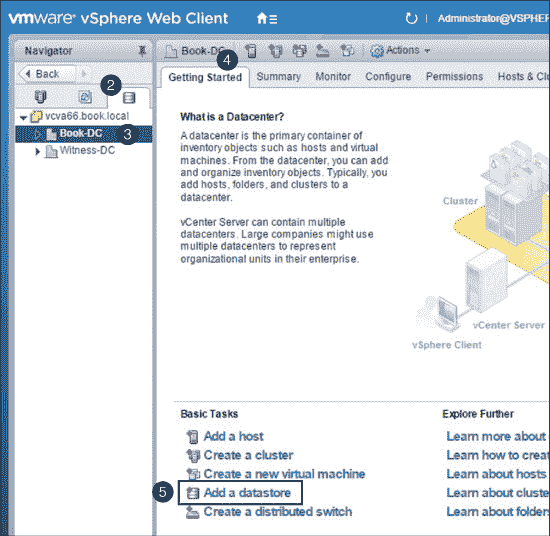 vmware® vSphere Web Client
Administrator@VSPHER
Navigator
Book-DC
4
Actions
Back
2
Getting Started
Summary
Monitor
Configure
Permissions
Hosts & Clu
vcva66.book.local
Book-DC
3
Witness-DC
What is a Datacenter?
A datacenter is the primary container of
inventory objects such as hosts and virtual
machines. From the datacenter, you can add
and organize inventory objects. Typically, you
add hosts, folders, and clusters to a
datacenter.
vCenter Server can contain multiple
datacenters. Large companies might use
multiple datacenters to represent
organizational units in their enterprise.
Cluster
vCenter Server
vSphere Client
Basic Tasks
Add a host
Create a cluster
Create a new virtual machine
5
Add a datastore
Create a distributed switch
Explore Further
Learn more about
Learn how to creat
Learn about hosts
Learn about cluste
Learn about folder